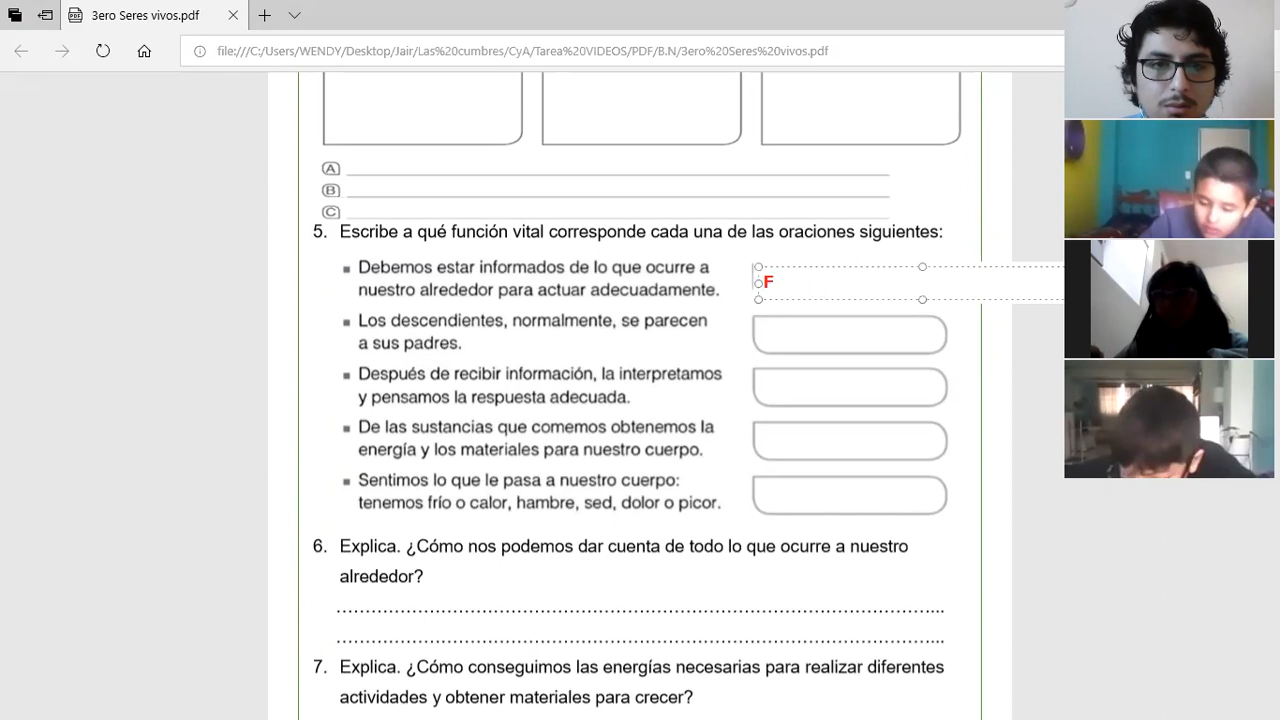 3ero Seres vivos.pdf
file:///C:/Users/WENDY/Desktop/Jair/Las%20cumbres/CyA/Tarea%20VIDEOS/PDF/B.N/3ero%20Seres%20vivos.pdf
A
B
C
5. Escribe a qué función vital corresponde cada una de las oraciones siguientes:
Debemos estar informados de lo que ocurre a
nuestro alrededor para actuar adecuadamente.
F
Los descendientes, normalmente, se parecen
a sus padres.
Después de recibir información, la interpretamos
y pensamos la respuesta adecuada.
De las sustancias que comemos obtenemos la
energía y los materiales para nuestro cuerpo.
Sentimos lo que le pasa a nuestro cuerpo:
tenemos frío o calor, hambre, sed, dolor o picor.
6. Explica. ¿Cómo nos podemos dar cuenta de todo lo que ocurre a nuestro
alrededor?
7. Explica. ¿Cómo conseguimos las energías necesarias para realizar diferentes
actividades y obtener materiales para crecer?